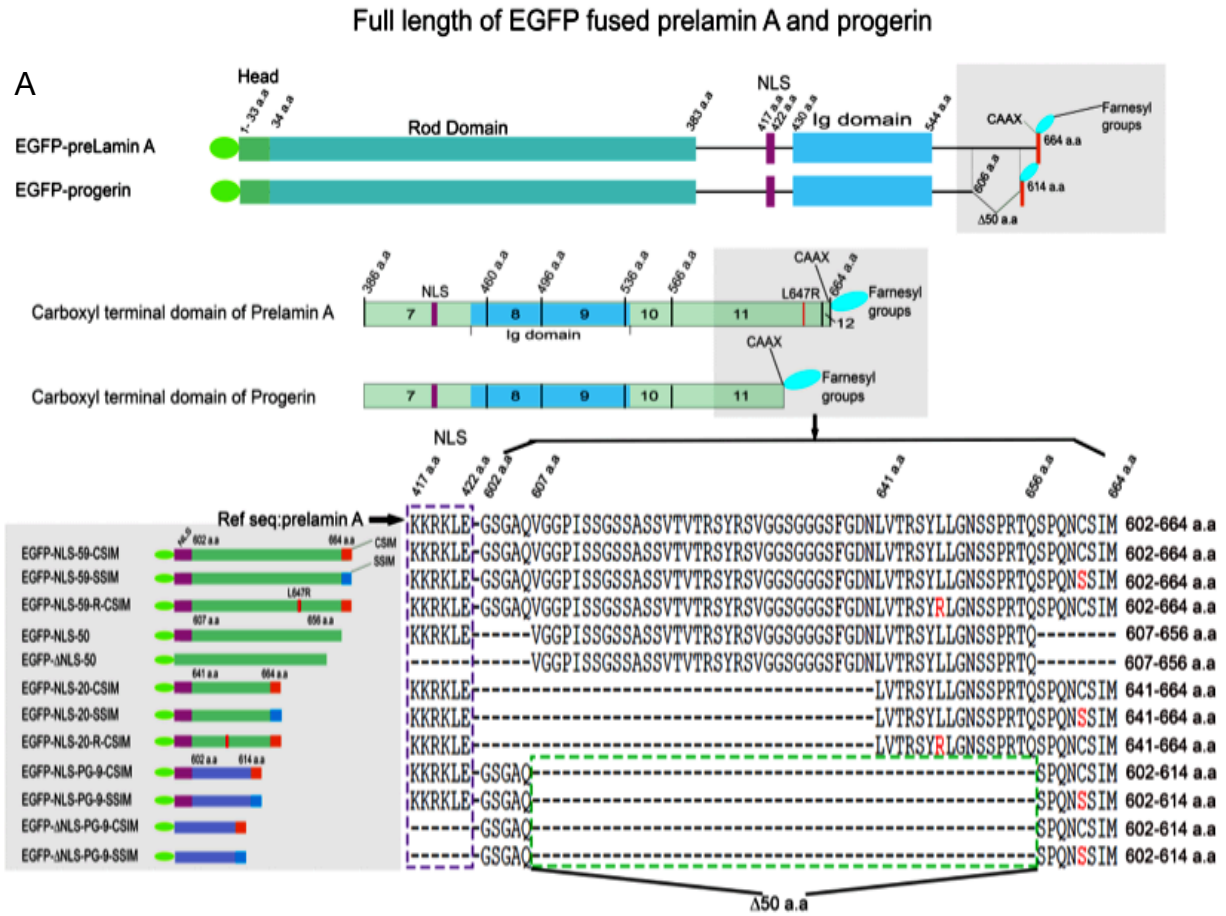 Full length of EGFP fused prelamin A and progerin
A
Head
NLS
1- 33 a.a
34 a.a
Rod Domain
383 a.a
417 a.a
422 a.a
430 a.a
Ig domain
544 a.a
CAAX
Farnesyl
groups
EGFP-preLamin A
664 a.a
EGFP-progerin
606 a.a
614 a.a
Δ50 a.a
386 a.a
NLS
460 a.a
496 a.a
536 a.a
566 a.a
CAAX
664 a.a
L647R
Farnesyl
groups
Carboxyl terminal domain of Prelamin A
7 8 9 10 11
12
Ig domain
CAAX
Farnesyl
groups
Carboxyl terminal domain of Progerin
7 8 9 10 11
NLS
417 a.a
422 a.a
602 a.a
607 a.a
641 a.a
656 a.a
664 a.a
Ref seq:prelamin A KKRKLE-GSGAQVGGPISSGSSASSVTVTRSYRSVGGSGGGSFGDNLVTRSYLLGNSSPRTQSPQNCSIM 602-664 a.a
NLS 602 a.a 664 a.a CSIM
EGFP-NLS-59-CSIM KKRKLE-GSGAQVGGPISSGSSASSVTVTRSYRSVGGSGGGSFGDNLVTRSYLLGNSSPRTQSPQNCSIM 602-664 a.a
SSIM
EGFP-NLS-59-SSIM KKRKLE-GSGAQVGGPISSGSSASSVTVTRSYRSVGGSGGGSFGDNLVTRSYLLGNSSPRTQSPQNSSIM 602-664 a.a
L647R
EGFP-NLS-59-R-CSIM KKRKLE-GSGAQVGGPISSGSSASSVTVTRSYRSVGGSGGGSFGDNLVTRSYRLGNSSPRTQSPQNCSIM 602-664 a.a
607 a.a 656 a.a
EGFP-NLS-50 KKRKLE------VGGPISSGSSASSVTVTRSYRSVGGSGGGSFGDNLVTRSYLLGNSSPRTQ-------- 607-656 a.a
EGFP-ΔNLS-50 ------------VGGPISSGSSASSVTVTRSYRSVGGSGGGSFGDNLVTRSYLLGNSSPRTQ-------- 607-656 a.a
641 a.a 664 a.a
EGFP-NLS-20-CSIM KKRKLE----------------------------------------LVTRSYLLGNSSPRTQSPQNCSIM 641-664 a.a
EGFP-NLS-20-SSIM KKRKLE----------------------------------------LVTRSYLLGNSSPRTQSPQNSSIM 641-664 a.a
EGFP-NLS-20-R-CSIM KKRKLE----------------------------------------LVTRSYRLGNSSPRTQSPQNCSIM 641-664 a.a
602 a.a 614 a.a
EGFP-NLS-PG-9-CSIM KKRKLE-GSGAQ--------------------------------------------------SPQNCSIM 602-614 a.a
EGFP-NLS-PG-9-SSIM KKRKLE-GSGAQ--------------------------------------------------SPQNSSIM 602-614 a.a
EGFP-ΔNLS-PG-9-CSIM -------GSGAQ--------------------------------------------------SPQNCSIM 602-614 a.a
EGFP-ΔNLS-PG-9-SSIM -------GSGAQ--------------------------------------------------SPQNSSIM 602-614 a.a
Δ50 a.a